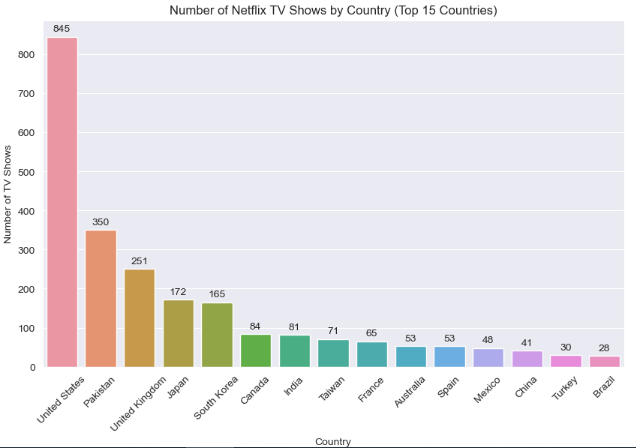 Number of Netflix TV Shows by Country (Top 15 Countries)
Number of TV Shows
800
700
600
500
400
300
200
100
0
845
350
251
172
165
84
81
71
65
53
53
48
41
30
28
United States
Pakistan
United Kingdom
Japan
South Korea
Canada
India
Taiwan
France
Australia
Spain
Mexico
China
Turkey
Brazil
Country